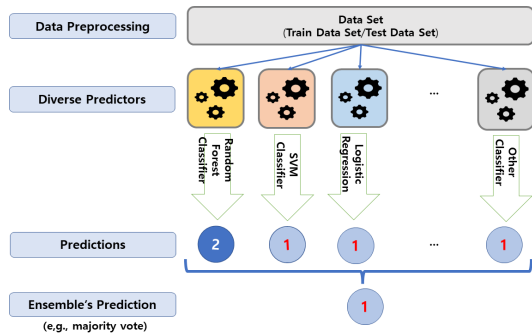 Data Preprocessing
Data Set
(Train Data Set/Test Data Set)
Diverse Predictors
...
Random
Forest
Classifier
SVM
Classifier
Logistic
Regression
Other
Classifier
Predictions
2
1
1
...
1
Ensemble's Prediction
(e,g., majority vote)
1